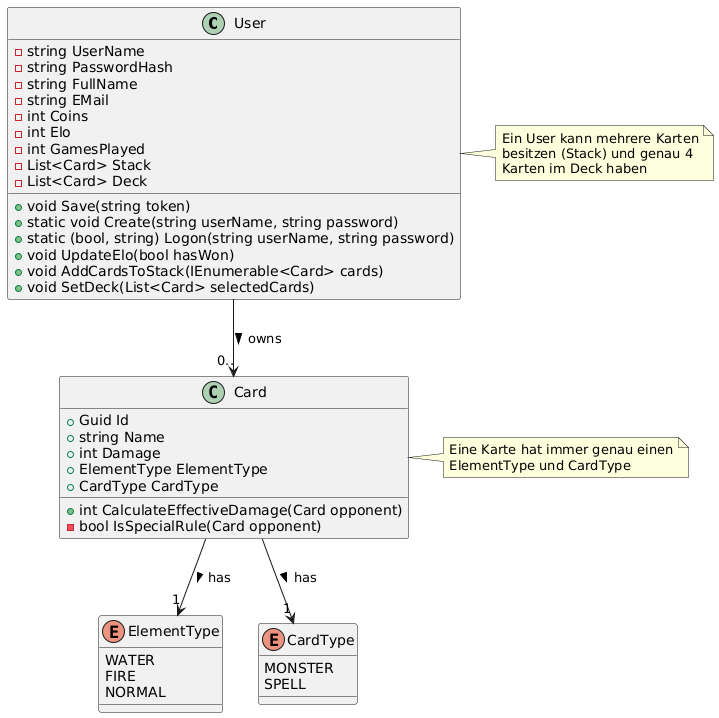 C User
string UserName
string PasswordHash
string FullName
string EMail
int Coins
int Elo
int GamesPlayed
List<Card> Stack
List<Card> Deck
void Save(string token)
static void Create(string userName, string password)
static (bool, string) Logon(string userName, string password)
void UpdateElo(bool hasWon)
void AddCardsToStack(IEnumerable<Card> cards)
void SetDeck(List<Card> selectedCards)
Ein User kann mehrere Karten
besitzen (Stack) und genau 4
Karten im Deck haben
owns
0..
C Card
Guid Id
string Name
int Damage
ElementType ElementType
CardType CardType
int CalculateEffectiveDamage(Card opponent)
bool IsSpecialRule(Card opponent)
Eine Karte hat immer genau einen
ElementType und CardType
has
has
1
1
E ElementType
WATER
FIRE
NORMAL
E CardType
MONSTER
SPELL